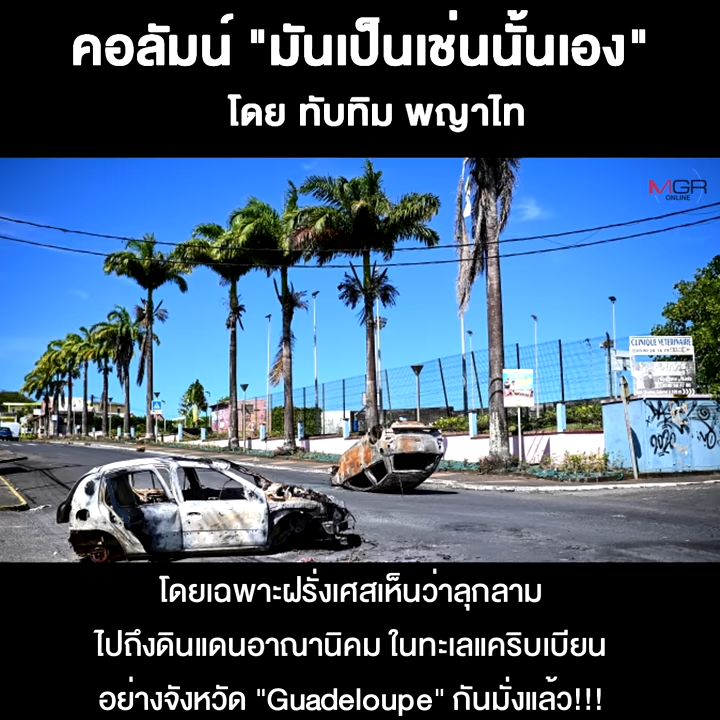 คอลัมน์ "มันเป็นเช่นนั้นเอง"
โดย ทับทิม พญาไท
MGR
ONLINE
CLINIQUE VETERINAIRE
โดยเฉพาะฝรั่งเศสเห็นว่าลุกลาม
ไปถึงดินแดนอาณานิคม ในทะเลแคริบเบียน
อย่างจังหวัด "Guadeloupe" กันมั่งแล้ว!!!